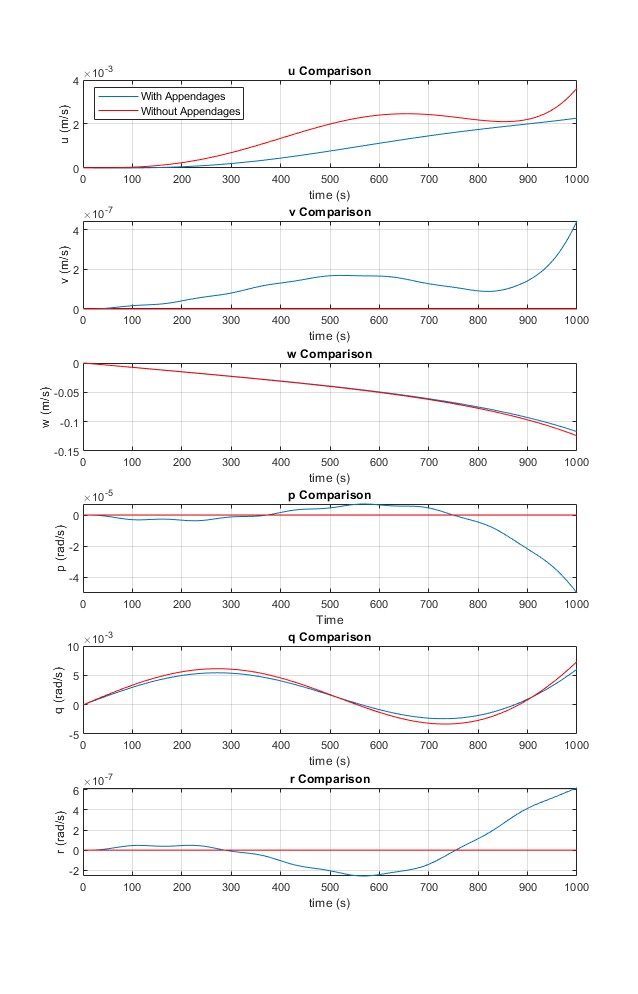 u Comparison
×10-3
4
2
0
u (m/s)
With Appendages
Without Appendages
0 100 200 300 400 500 600 700 800 900 1000
time (s)
v Comparison
×10-7
4
2
0
v (m/s)
0 100 200 300 400 500 600 700 800 900 1000
time (s)
w Comparison
0
-0.05
-0.1
-0.15
w (m/s)
0 100 200 300 400 500 600 700 800 900 1000
time (s)
p Comparison
×10-5
0
-2
-4
p (rad/s)
0 100 200 300 400 500 600 700 800 900 1000
Time
q Comparison
×10-3
10
5
0
-5
q (rad/s)
0 100 200 300 400 500 600 700 800 900 1000
time (s)
r Comparison
×10-7
6
4
2
0
-2
r (rad/s)
0 100 200 300 400 500 600 700 800 900 1000
time (s)